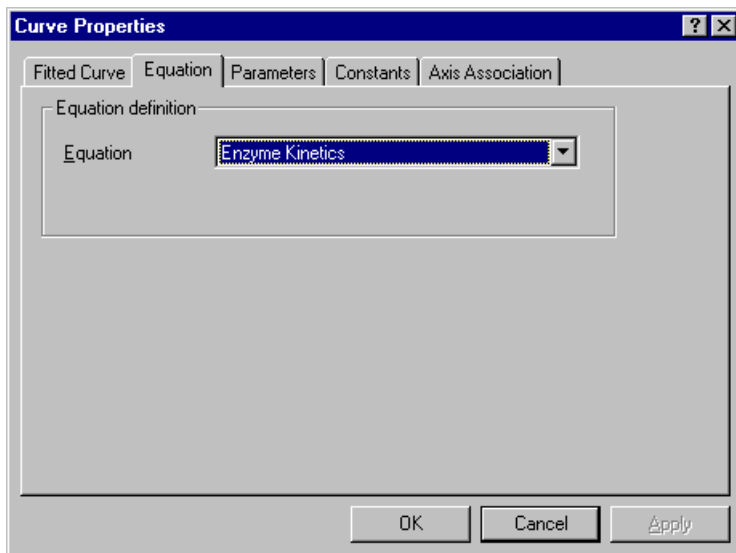 Curve Properties
Fitted Curve Equation Parameters Constants Axis Association
Equation definition
Equation Enzyme Kinetics
OK Cancel Apply